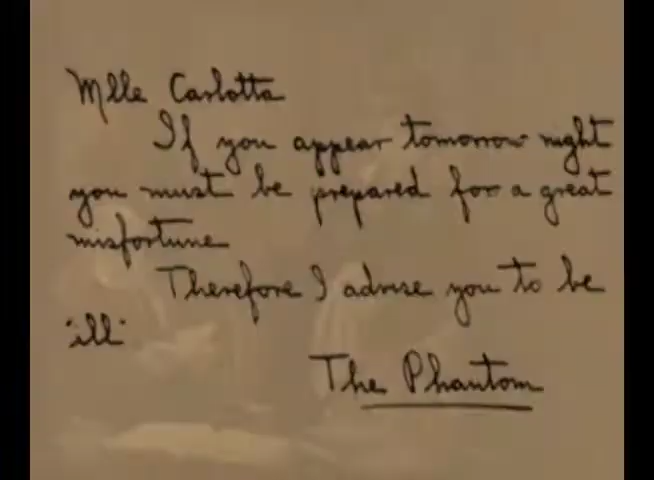 Mlle Carlotta
If you appear tomorrow night
you must be prepared for a great
misfortune
Therefore I advise you to be
"ill"
The Phantom